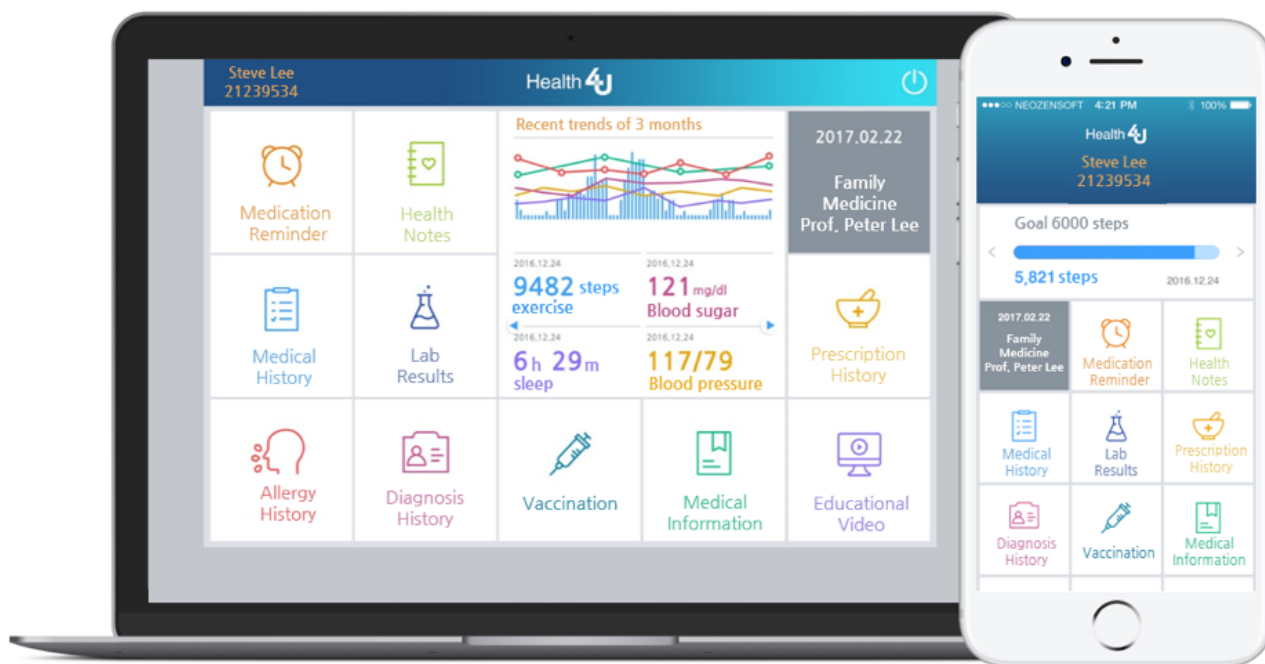 Steve Lee
21239534
Health 4U
Recent trends of 3 months
2017.02.22
Family
Medicine
Prof. Peter Lee
Medication
Reminder
Health
Notes
2016.12.24
9482 steps
exercise
2016.12.24
121 mg/dl
Blood sugar
2016.12.24
6h 29m
sleep
2016.12.24
117/79
Blood pressure
Medical
History
Lab
Results
Prescription
History
Allergy
History
Diagnosis
History
Vaccination
Medical
Information
Educational
Video
NEOZENSOFT 4:21 PM 100%
Health 4U
Steve Lee
21239534
Goal 6000 steps
5,821 steps
2016.12.24
2017.02.22
Family
Medicine
Prof. Peter Lee
Medication
Reminder
Health
Notes
Medical
History
Lab
Results
Prescription
History
Diagnosis
History
Vaccination
Medical
Information